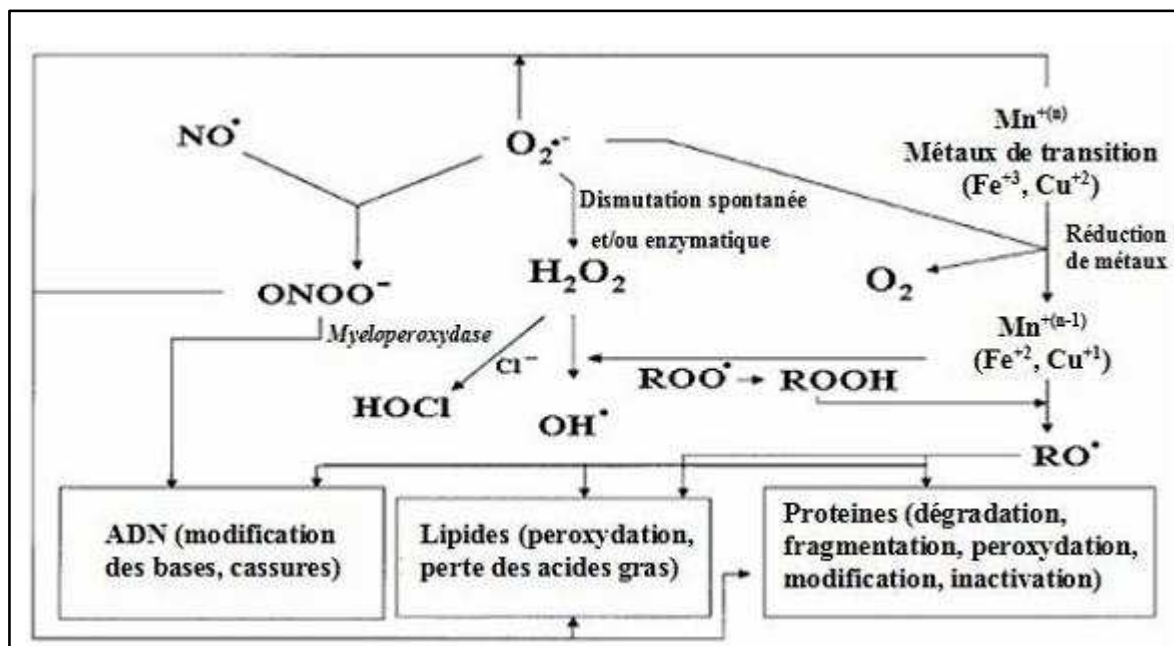 NO•
O₂•⁻
Mn⁺⁽ⁿ⁾
Métaux de transition
(Fe⁺³, Cu⁺²)
Dismutation spontanée
et/ou enzymatique
Réduction
de métaux
H₂O₂
O₂
ONOO⁻
Myeloperoxydase
Cl⁻
Mn⁺⁽ⁿ⁻¹⁾
(Fe⁺², Cu⁺¹)
ROO•
ROOH
HOCl
OH•
RO•
ADN (modification
des bases, cassures)
Lipides (peroxydation,
perte des acides gras)
Proteines (dégradation,
fragmentation, peroxydation,
modification, inactivation)